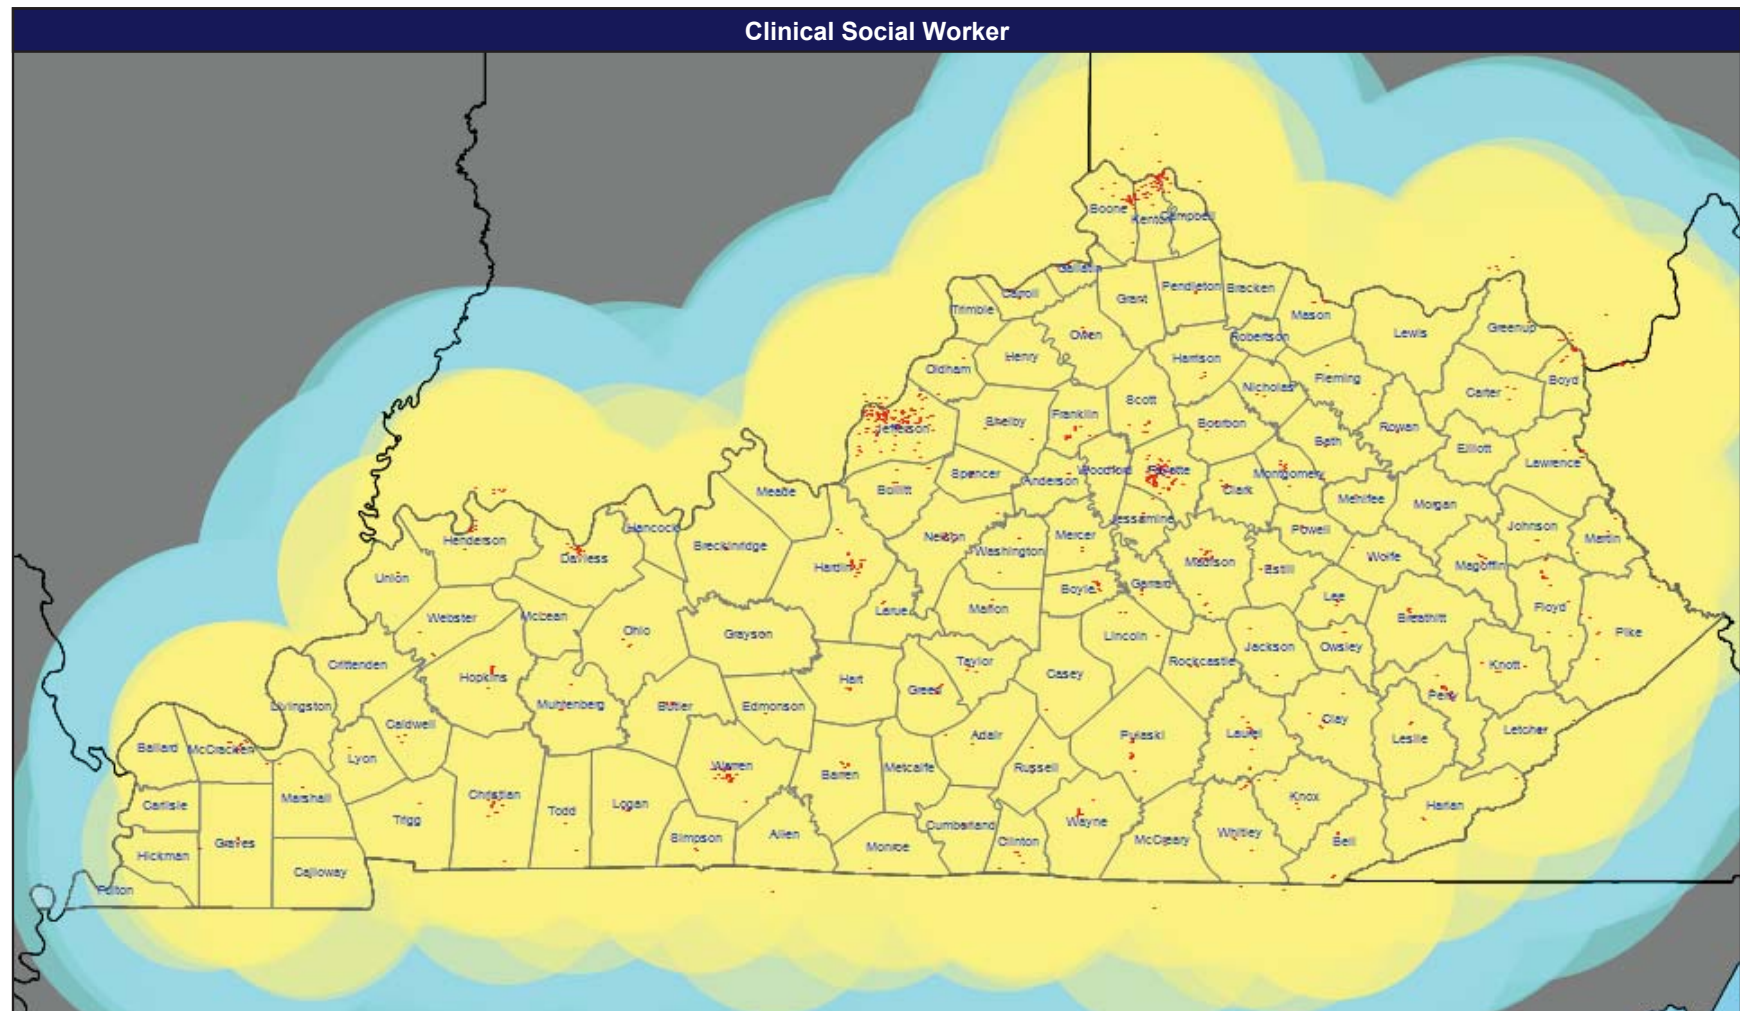 Clinical Social Worker
Boone
Kenton
Campbell
Gallatin
Carroll
Trimble
Grant
Pendleton
Bracken
Owen
Mason
Robertson
Lewis
Greenup
Oldham
Henry
Harrison
Nicholas
Fleming
Carter
Boyd
Jefferson
Shelby
Franklin
Scott
Bourbon
Bath
Rowan
Elliott
Lawrence
Spencer
Anderson
Woodford
Fayette
Clark
Montgomery
Menifee
Morgan
Bullitt
Meade
Jessamine
Powell
Johnson
Martin
Henderson
Daviess
Hancock
Breckinridge
Nelson
Washington
Mercer
Madison
Estill
Wolfe
Magoffin
Union
Hardin
Larue
Marion
Boyle
Garrard
Lee
Breathitt
Floyd
Pike
Webster
McLean
Ohio
Grayson
Lincoln
Rockcastle
Jackson
Owsley
Knott
Crittenden
Hopkins
Hart
Green
Taylor
Casey
Perry
Livingston
Caldwell
Muhlenberg
Butler
Edmonson
Adair
Pulaski
Laurel
Clay
Leslie
Letcher
Ballard
McCracken
Lyon
Warren
Barren
Metcalfe
Russell
Carlisle
Marshall
Trigg
Christian
Todd
Logan
Simpson
Allen
Monroe
Cumberland
Clinton
Wayne
McCreary
Whitley
Knox
Bell
Harlan
Hickman
Graves
Calloway
Fulton